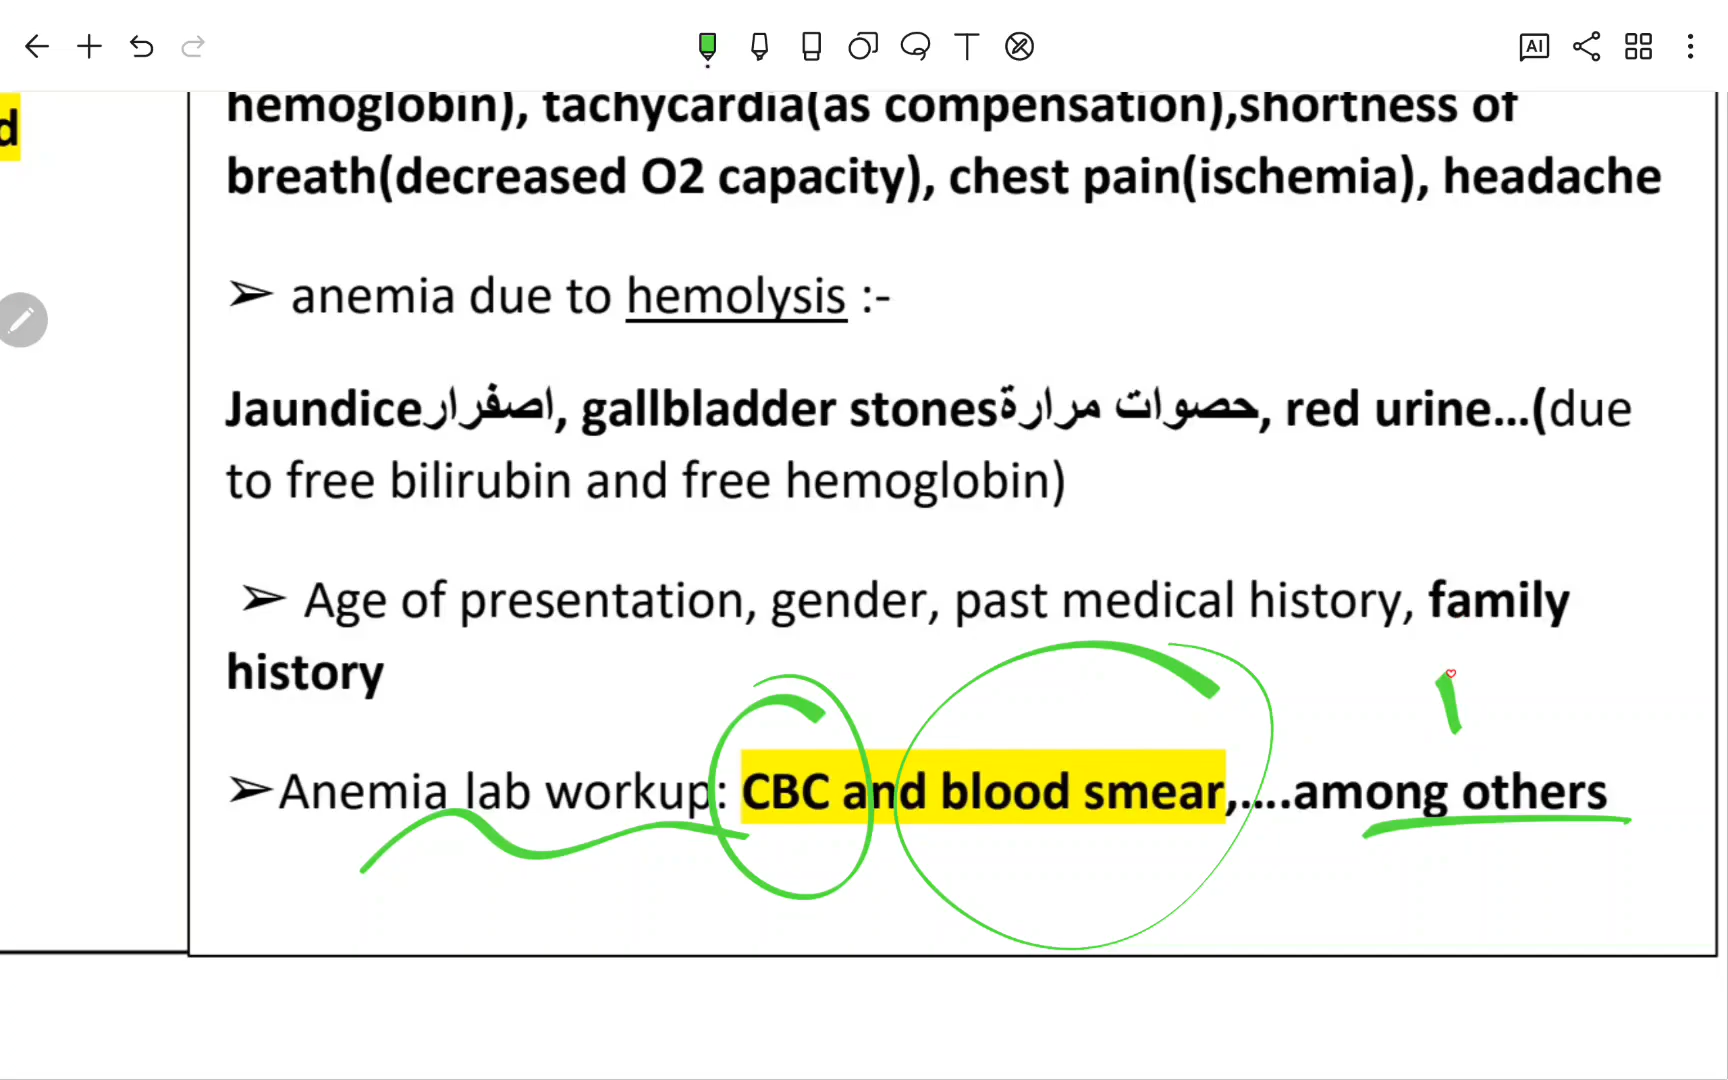 AI
d
hemoglobin), tachycardia(as compensation),shortness of
breath(decreased O2 capacity), chest pain(ischemia), headache
➢ anemia due to hemolysis :-
Jaundiceاصفرار, gallbladder stonesحصوات مرارة, red urine...(due
to free bilirubin and free hemoglobin)
➢ Age of presentation, gender, past medical history, family
history
➢Anemia lab workup: CBC and blood smear,....among others